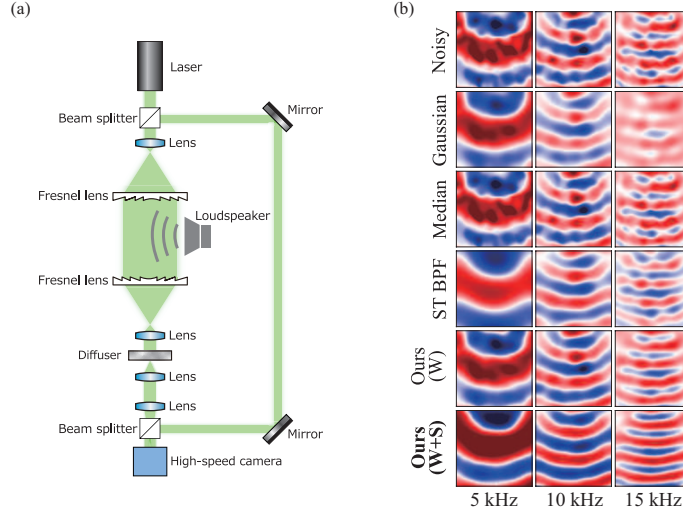 (a)
Laser
Beam splitter
Mirror
Lens
Fresnel lens
Loudspeaker
Fresnel lens
Lens
Diffuser
Lens
Lens
Beam splitter
Mirror
High-speed camera
(b)
Noisy
Gaussian
Median
ST BPF
Ours
(W)
Ours
(W+S)
5 kHz
10 kHz
15 kHz